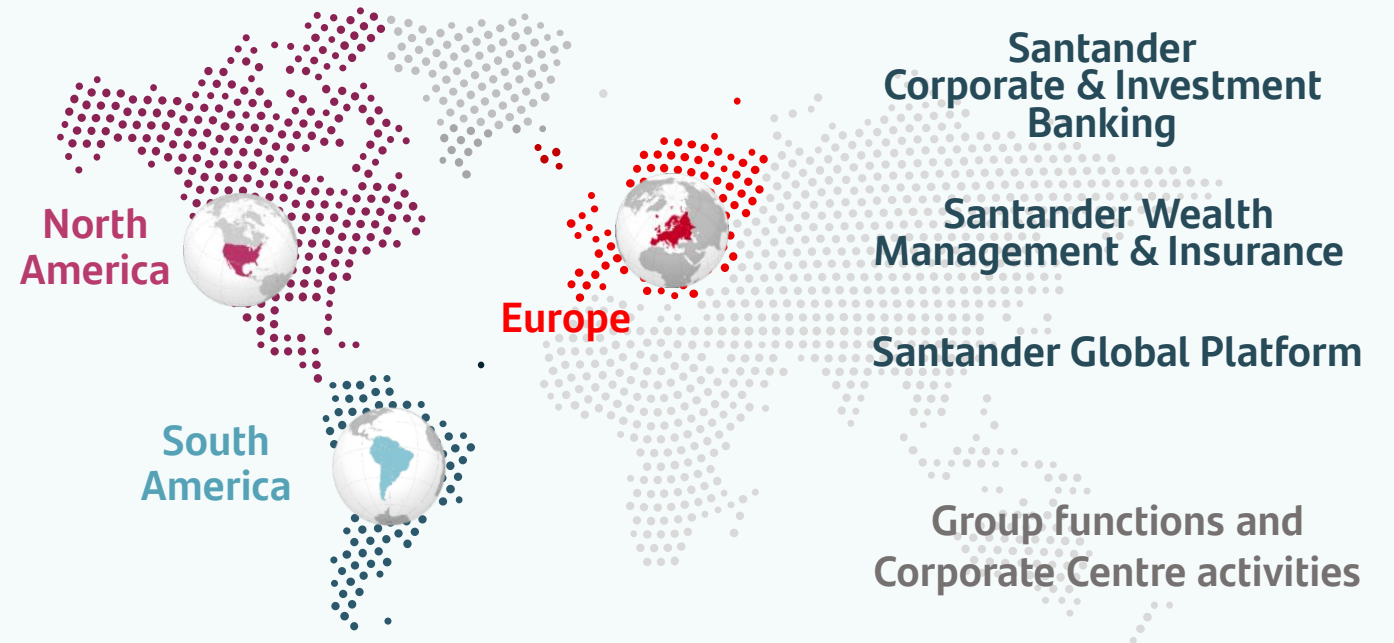 North
America
South
America
Europe
Santander
Corporate & Investment
Banking
Santander Wealth
Management & Insurance
Santander Global Platform
Group functions and
Corporate Centre activities